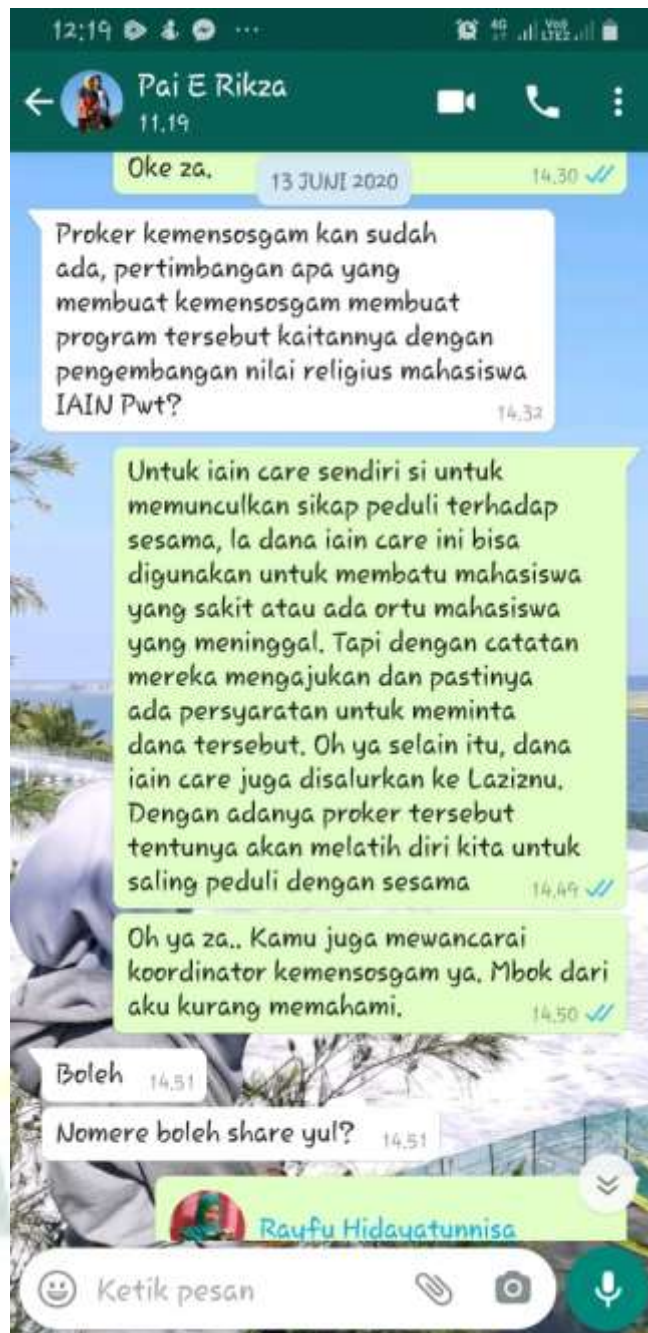 12:19
4G
Vo))
LTE2
Pai E Rikza
11.19
Oke za.
14.30
13 JUNI 2020
Proker kemensosgam kan sudah
ada, pertimbangan apa yang
membuat kemensosgam membuat
program tersebut kaitannya dengan
pengembangan nilai religius mahasiswa
IAIN Pwt?
14.32
Untuk iain care sendiri si untuk
memunculkan sikap peduli terhadap
sesama, la dana iain care ini bisa
digunakan untuk membatu mahasiswa
yang sakit atau ada ortu mahasiswa
yang meninggal. Tapi dengan catatan
mereka mengajukan dan pastinya
ada persyaratan untuk meminta
dana tersebut. Oh ya selain itu, dana
iain care juga disalurkan ke Laziznu.
Dengan adanya proker tersebut
tentunya akan melatih diri kita untuk
saling peduli dengan sesama
14.49
Oh ya za.. Kamu juga mewancarai
koordinator kemensosgam ya. Mbok dari
aku kurang memahami.
14.50
Boleh
14.51
Nomere boleh share yul?
14.51
Rayfu Hidayatunnisa
Ketik pesan